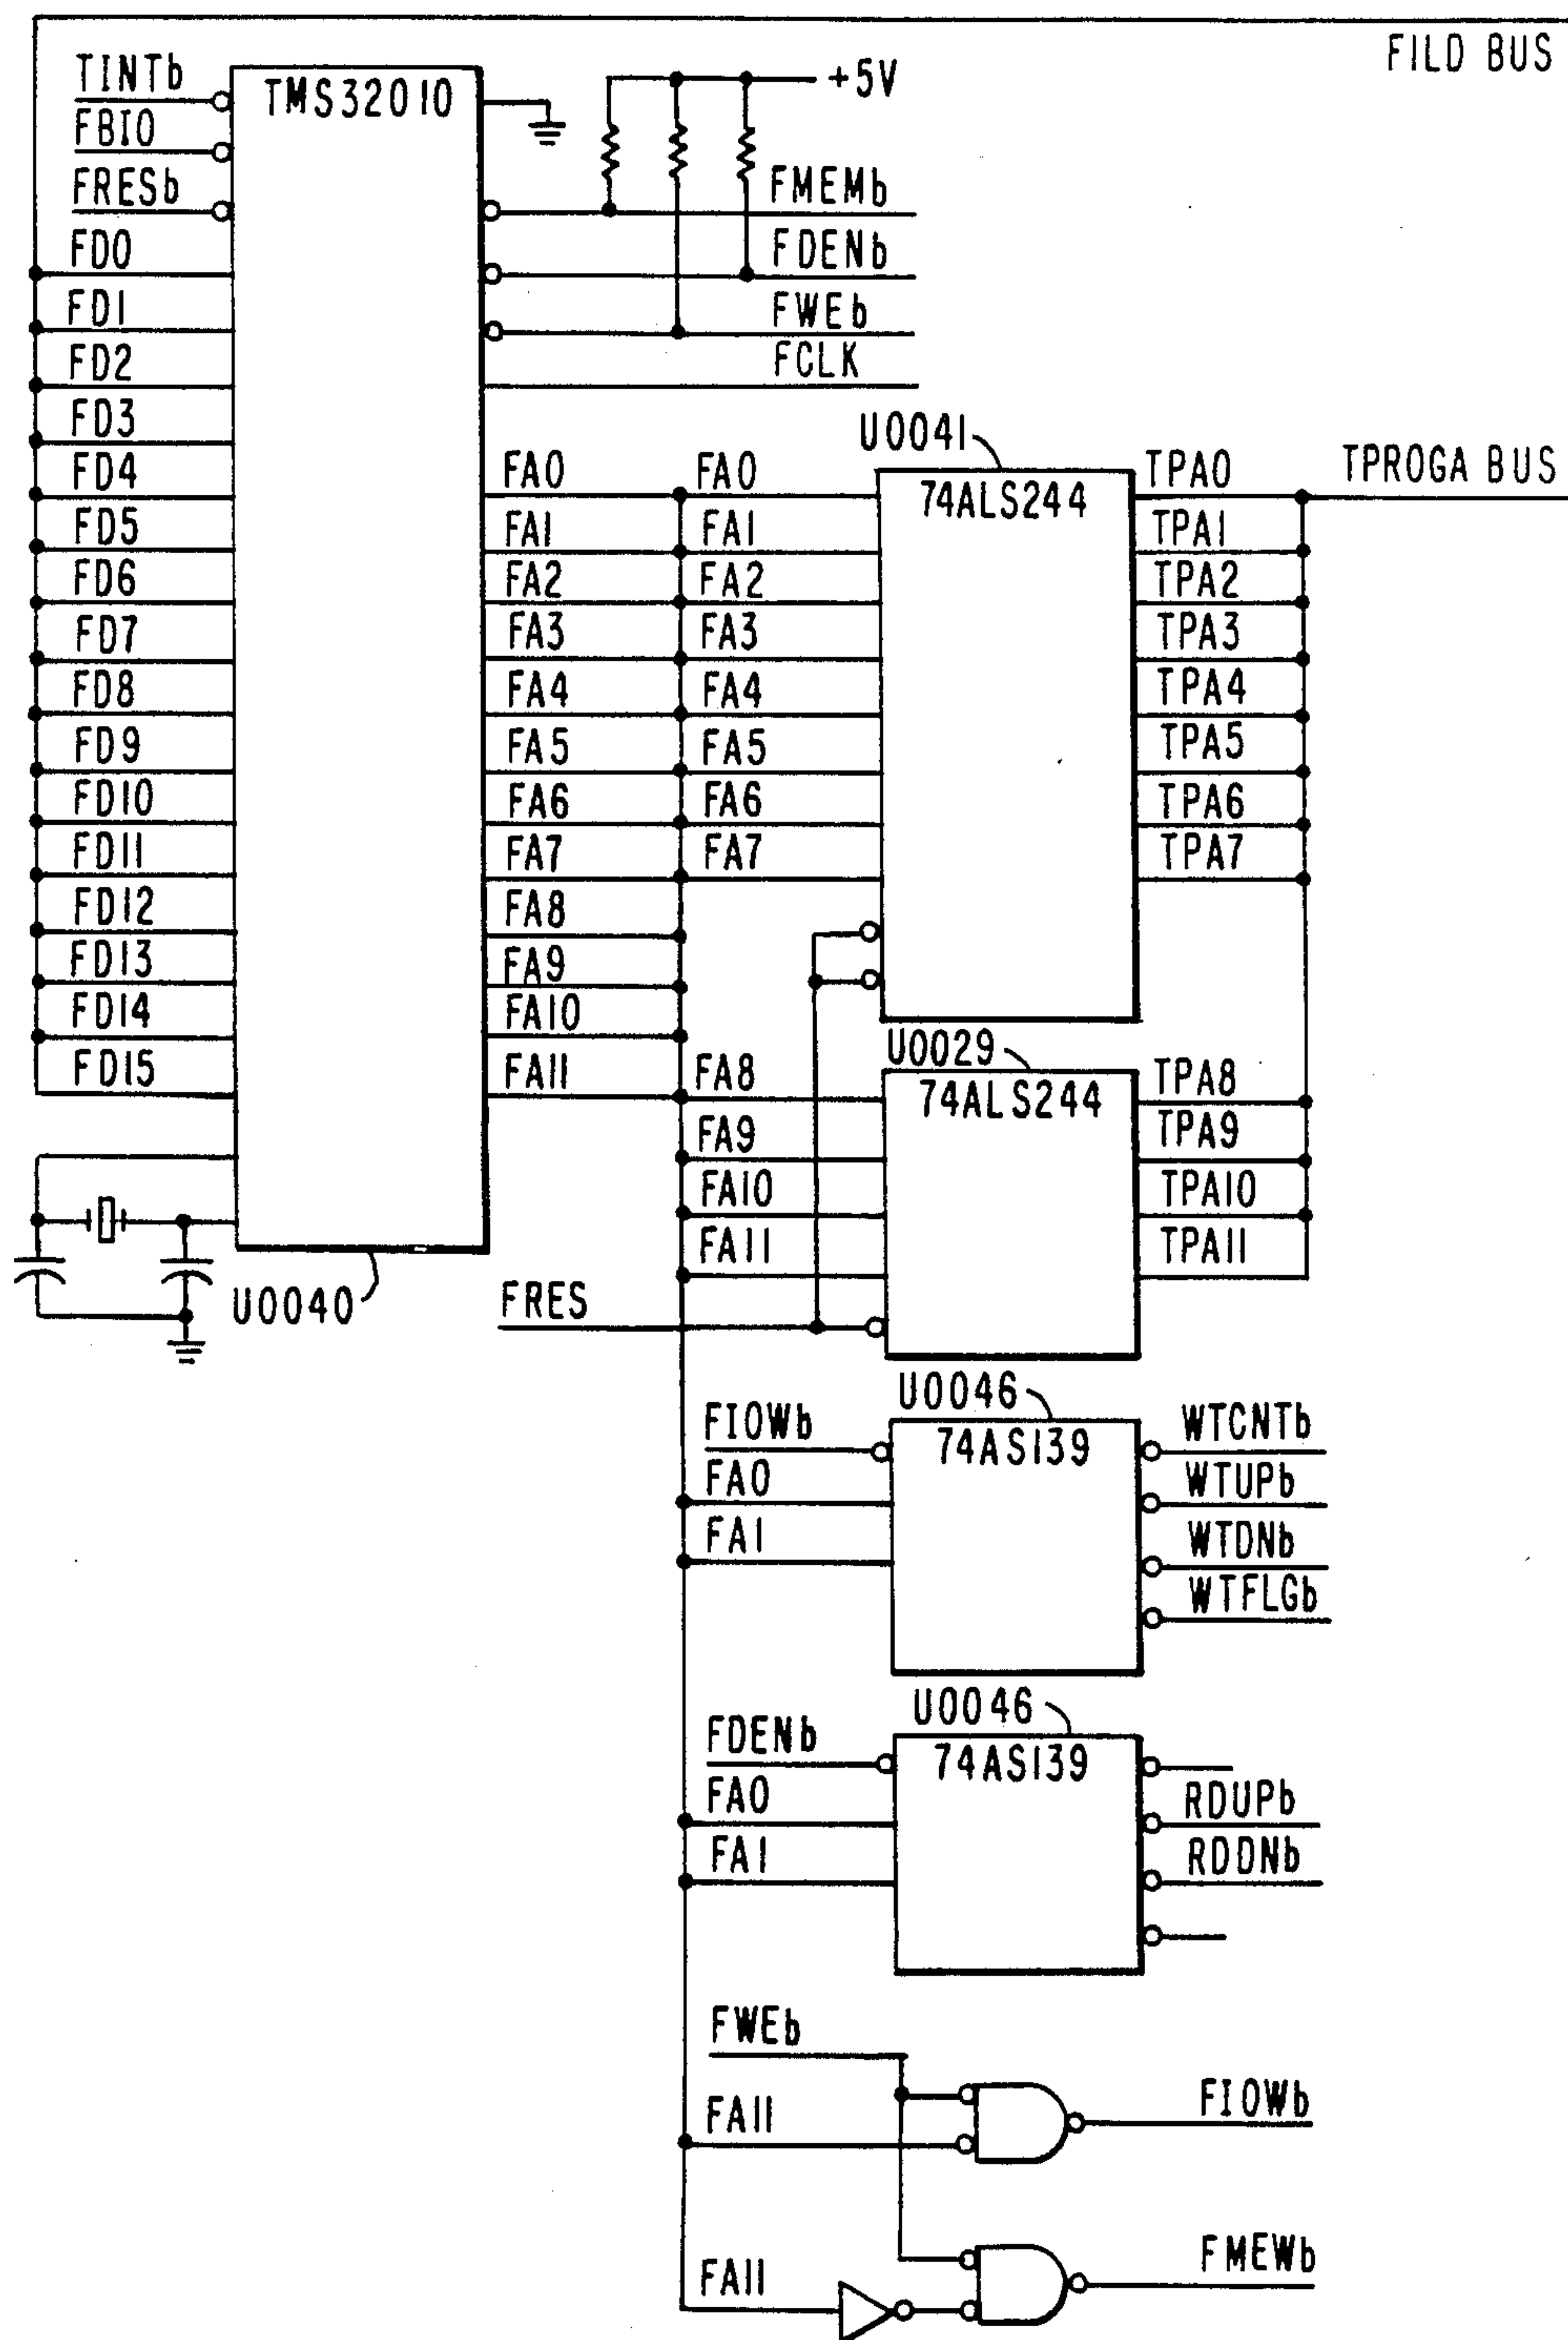 FILD BUS
TINTb
TMS32010
+5V
FBIO
FRESb
FMEMb
FD0
FDENb
FD1
FWEb
FD2
FCLK
FD3
U0041
FD4
FA0
FA0
74ALS244
TPA0
TPROGA BUS
FD5
FA1
FA1
TPA1
FD6
FA2
FA2
TPA2
FD7
FA3
FA3
TPA3
FD8
FA4
FA4
TPA4
FD9
FA5
FA5
TPA5
FD10
FA6
FA6
TPA6
FD11
FA7
FA7
TPA7
FD12
FA8
FD13
FA9
FD14
FA10
U0029
FD15
FA11
FA8
74ALS244
TPA8
FA9
TPA9
FA10
TPA10
FA11
TPA11
U0040
FRES
U0046
FIOWb
74AS139
WTCNTb
FA0
WTUPb
FA1
WTDNb
WTFLGb
U0046
FDENb
74AS139
FA0
RDUPb
FA1
RDDNb
FWEb
FA11
FIOWb
FA11
FMEWb